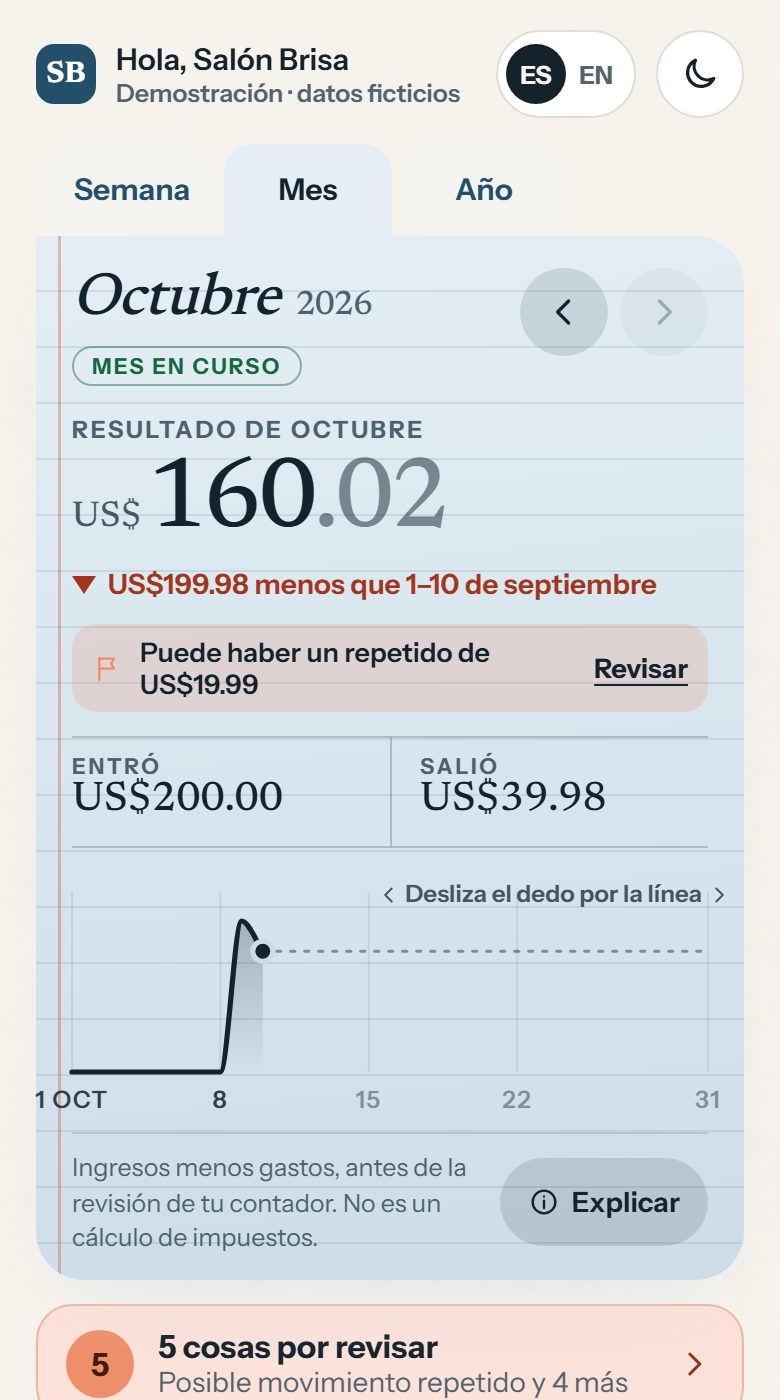 SB
Hola, Salón Brisa
Demostración · datos ficticios
ES EN
Semana Mes Año
Octubre 2026
MES EN CURSO
RESULTADO DE OCTUBRE
US$ 160.02
US$199.98 menos que 1–10 de septiembre
Puede haber un repetido de
US$19.99
Revisar
ENTRÓ
US$200.00
SALIÓ
US$39.98
Desliza el dedo por la línea
1 OCT 8 15 22 31
Ingresos menos gastos, antes de la
revisión de tu contador. No es un
cálculo de impuestos.
Explicar
5
5 cosas por revisar
Posible movimiento repetido y 4 más